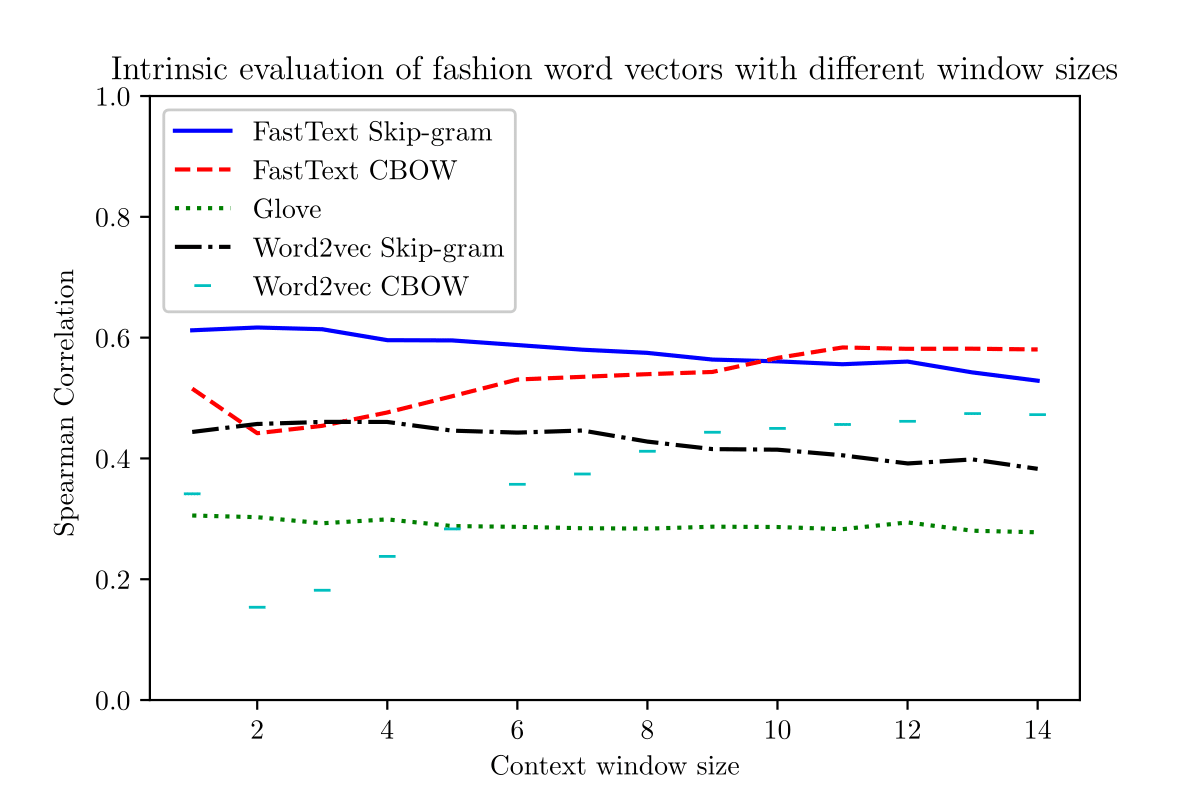 Intrinsic evaluation of fashion word vectors with different window sizes
1.0
0.8
0.6
0.4
0.2
0.0
Spearman Correlation
FastText Skip-gram
FastText CBOW
Glove
Word2vec Skip-gram
Word2vec CBOW
2 4 6 8 10 12 14
Context window size